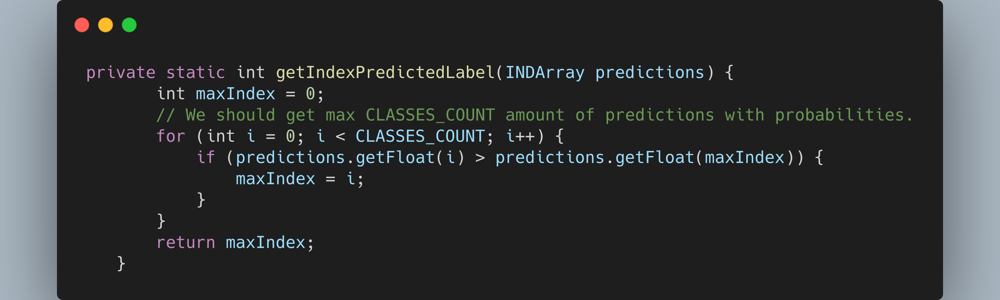 private static int getIndexPredictedLabel(INDArray predictions) {
int maxIndex = 0;
// We should get max CLASSES_COUNT amount of predictions with probabilities.
for (int i = 0; i < CLASSES_COUNT; i++) {
if (predictions.getFloat(i) > predictions.getFloat(maxIndex)) {
maxIndex = i;
}
}
return maxIndex;
}